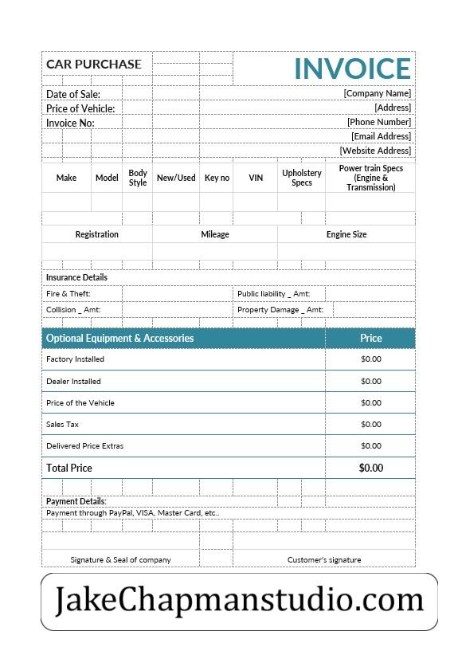 CAR PURCHASE INVOICE
Date of Sale: [Company Name]
Price of Vehicle: [Address]
Invoice No: [Phone Number]
[Email Address]
[Website Address]
Make Model Body Style New/Used Key no VIN Upholstery Specs Power train Specs (Engine & Transmission)
Registration Mileage Engine Size
Insurance Details
Fire & Theft: Public liability _ Amt:
Collision _ Amt: Property Damage _ Amt:
Optional Equipment & Accessories Price
Factory Installed $0.00
Dealer Installed $0.00
Price of the Vehicle $0.00
Sales Tax $0.00
Delivered Price Extras $0.00
Total Price $0.00
Payment Details:
Payment through PayPal, VISA, Master Card, etc..
Signature & Seal of company Customer's signature
JakeChapmanstudio.com